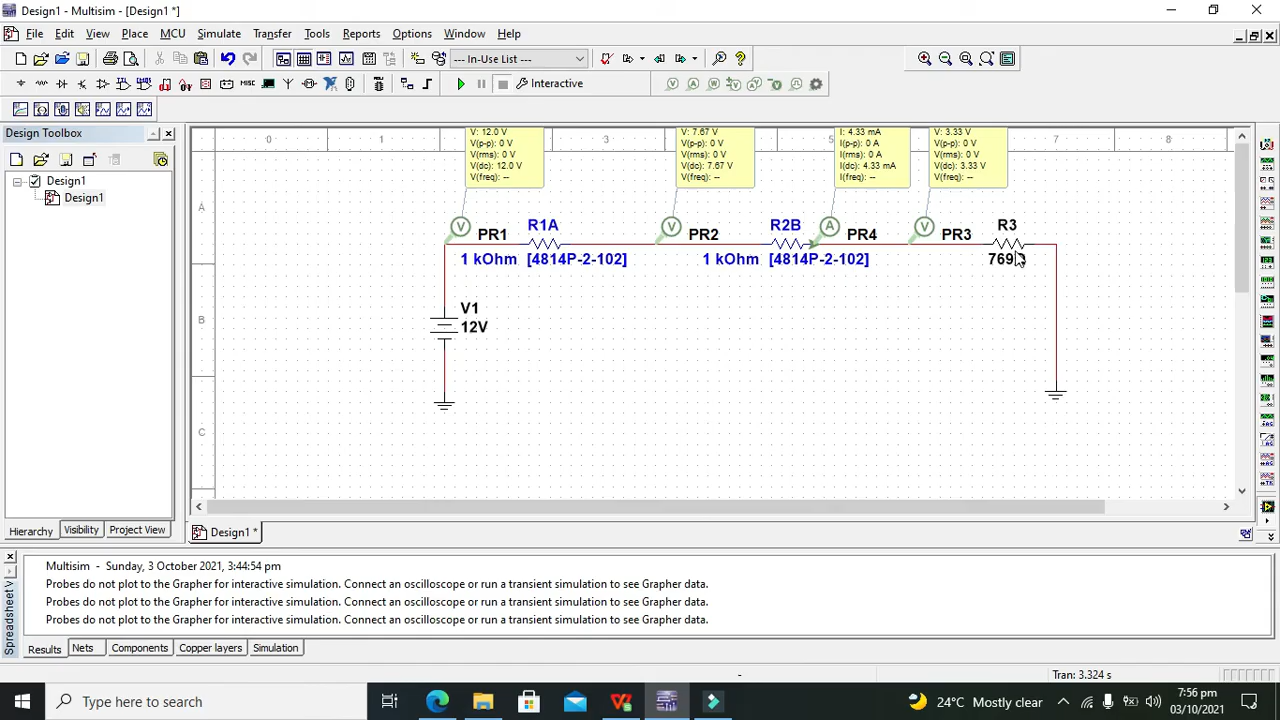 Design1 - Multisim - [Design1 *]
File Edit View Place MCU Simulate Transfer Tools Reports Options Window Help
--- In-Use List ---
Interactive
Design Toolbox
Design1
Design1
Hierarchy Visibility Project View
0 1 3 5 7 8
A
B
C
V: 12.0 V
V(p-p): 0 V
V(rms): 0 V
V(dc): 12.0 V
V(freq): --
V: 7.67 V
V(p-p): 0 V
V(rms): 0 V
V(dc): 7.67 V
V(freq): --
I: 4.33 mA
I(p-p): 0 A
I(rms): 0 A
I(dc): 4.33 mA
I(freq): --
V: 3.33 V
V(p-p): 0 V
V(rms): 0 V
V(dc): 3.33 V
V(freq): --
V PR1 R1A V PR2 R2B A PR4 V PR3 R3
1 kOhm [4814P-2-102] 1 kOhm [4814P-2-102]
V1
12V
Design1 *
Multisim - Sunday, 3 October 2021, 3:44:54 pm
Probes do not plot to the Grapher for interactive simulation. Connect an oscilloscope or run a transient simulation to see Grapher data.
Probes do not plot to the Grapher for interactive simulation. Connect an oscilloscope or run a transient simulation to see Grapher data.
Probes do not plot to the Grapher for interactive simulation. Connect an oscilloscope or run a transient simulation to see Grapher data.
Spreadsheet V
Results Nets Components Copper layers Simulation
- Tran: 3.324 s
Type here to search
24°C Mostly clear
7:56 pm
03/10/2021